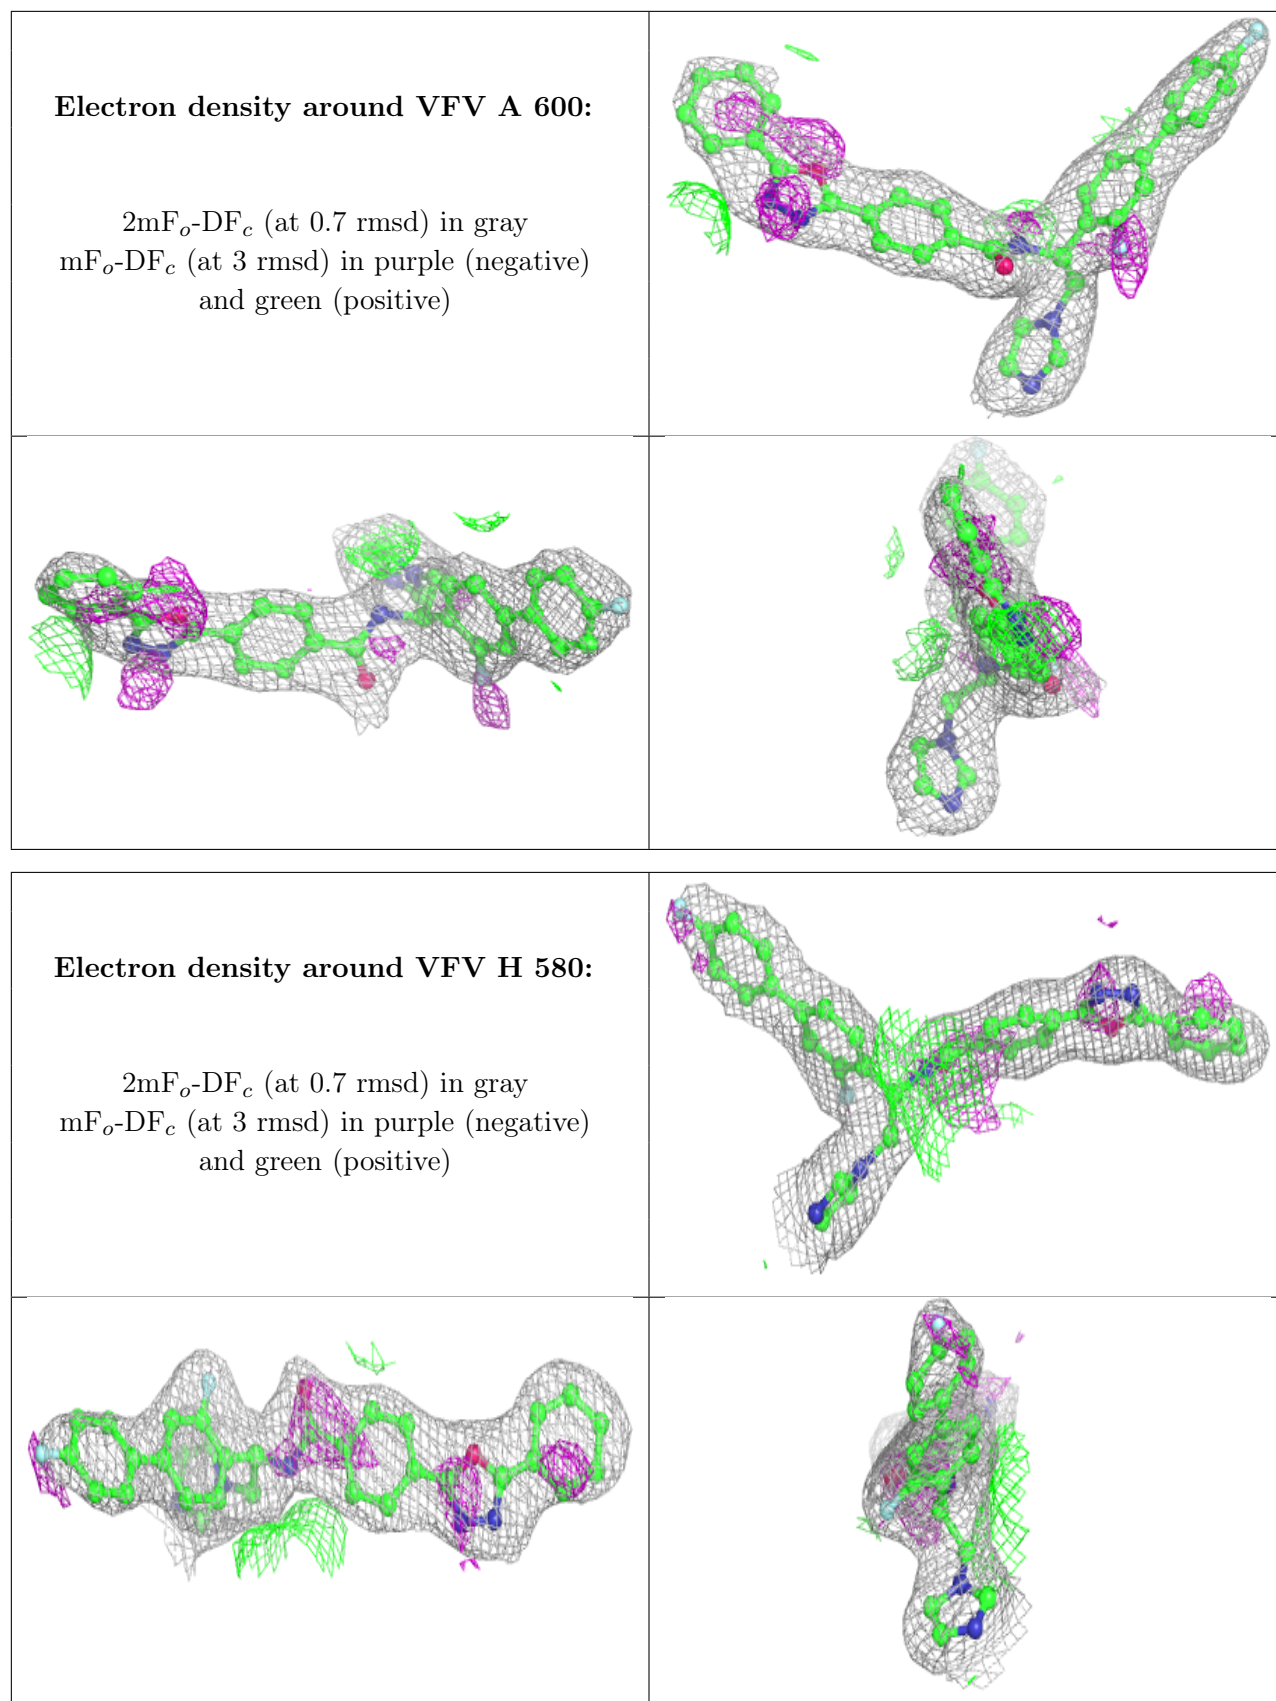 Electron density around VFV A 600:
2mFo-DFc (at 0.7 rmsd) in gray
mFo-DFc (at 3 rmsd) in purple (negative)
and green (positive)
Electron density around VFV H 580:
2mFo-DFc (at 0.7 rmsd) in gray
mFo-DFc (at 3 rmsd) in purple (negative)
and green (positive)